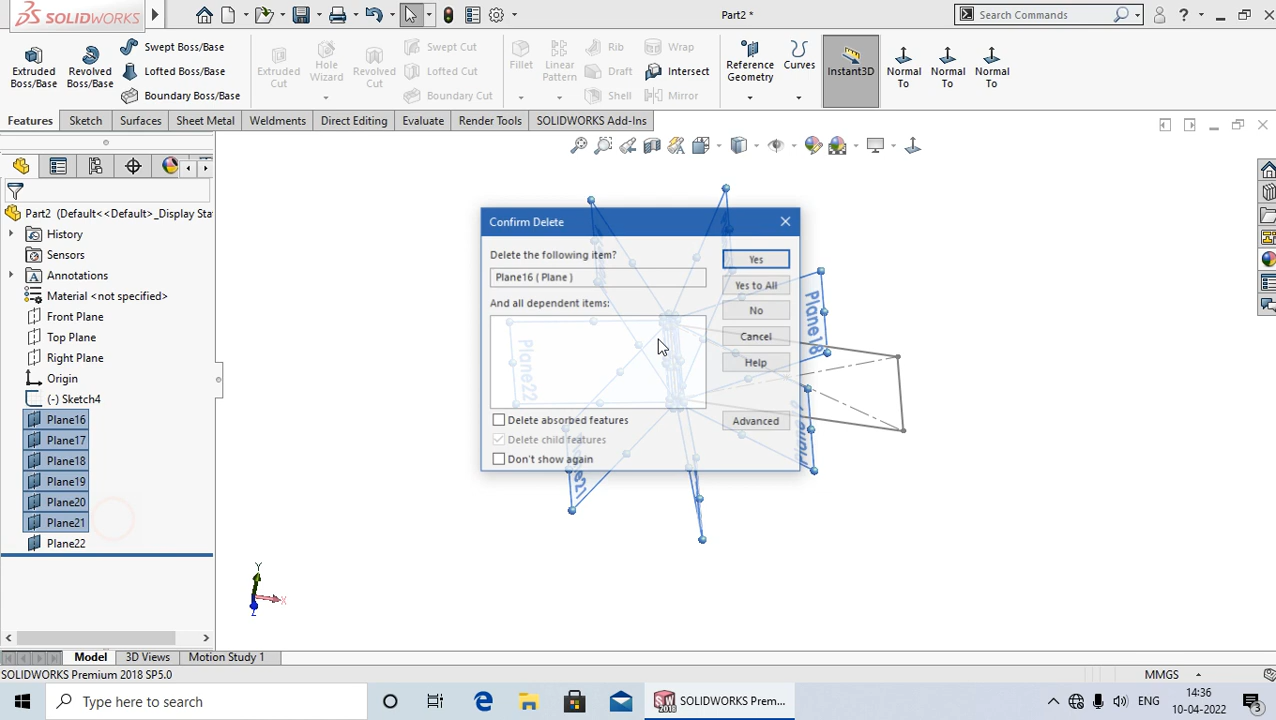 SOLIDWORKS
Part2 *
Search Commands
Extruded Boss/Base
Revolved Boss/Base
Swept Boss/Base
Lofted Boss/Base
Boundary Boss/Base
Extruded Cut
Hole Wizard
Revolved Cut
Swept Cut
Lofted Cut
Boundary Cut
Fillet
Linear Pattern
Rib
Draft
Shell
Wrap
Intersect
Mirror
Reference Geometry
Curves
Instant3D
Normal To
Normal To
Normal To
Features
Sketch
Surfaces
Sheet Metal
Weldments
Direct Editing
Evaluate
Render Tools
SOLIDWORKS Add-Ins
Part2 (Default<<Default>_Display Sta
History
Sensors
Annotations
Material <not specified>
Front Plane
Top Plane
Right Plane
Origin
(-) Sketch4
Plane16
Plane17
Plane18
Plane19
Plane20
Plane21
Plane22
Confirm Delete
Delete the following item?
Plane16 ( Plane )
And all dependent items:
Delete absorbed features
Delete child features
Don't show again
Yes
Yes to All
No
Cancel
Help
Advanced
Plane22
Plane18
Plane21
Y
X
Z
Model
3D Views
Motion Study 1
SOLIDWORKS Premium 2018 SP5.0
MMGS
Type here to search
2018
SOLIDWORKS Prem...
ENG
14:36
10-04-2022
3